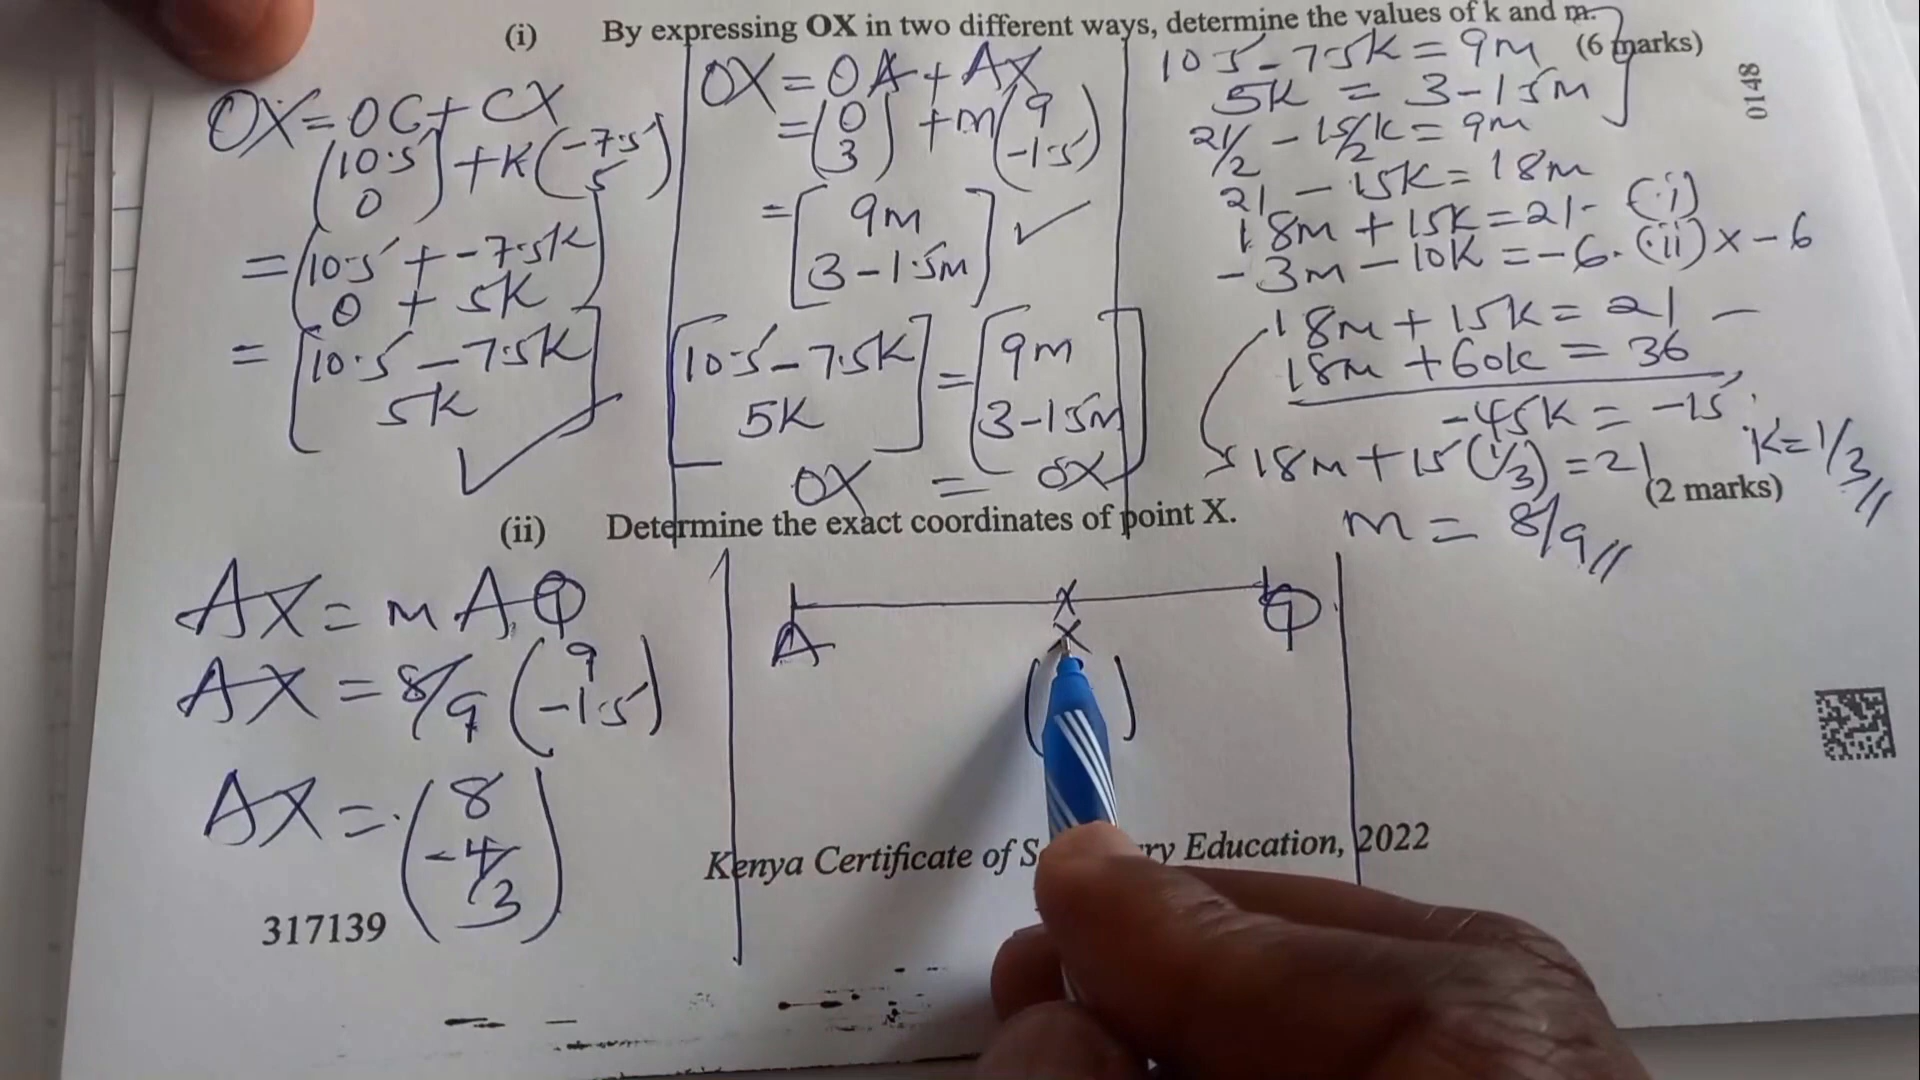 (i) By expressing OX in two different ways, determine the values of k and m.
(6 marks)
0148
OX = OC + CX
(10.5 0) + K(-7.5 5)
= (10.5 + -7.5K
0 + 5K)
= [10.5 - 7.5K
5K]
OX = OA + AX
= (0 3) + m(9 -1.5)
= [9m
3 - 1.5m] ✓
[10.5 - 7.5K
5K] = [9m
3 - 1.5m]
OX = OX
10.5 - 7.5K = 9m
5K = 3 - 1.5m
21/2 - 15/2 K = 9m
21 - 15K = 18m
18m + 15K = 21 - (i)
-3m - 10K = -6. (ii) x -6
18m + 15K = 21 -
18m + 60K = 36
-45K = -15
K = 1/3
18m + 15(1/3) = 21
m = 8/9
(2 marks)
(ii) Determine the exact coordinates of point X.
AX = m AQ
AX = 8/9 (9 -1.5)
AX = (8 -4/3)
A X Q
X
( )
Kenya Certificate of Education, 2022
317139